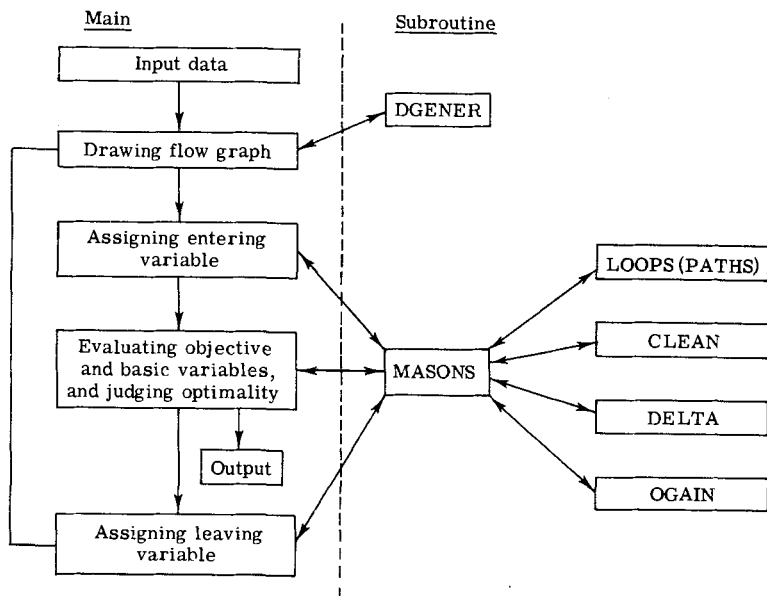 Main
Subroutine
Input data
DGENER
Drawing flow graph
Assigning entering
variable
LOOPS (PATHS)
Evaluating objective
and basic variables,
and judging optimality
MASONS
CLEAN
DELTA
Output
OGAIN
Assigning leaving
variable